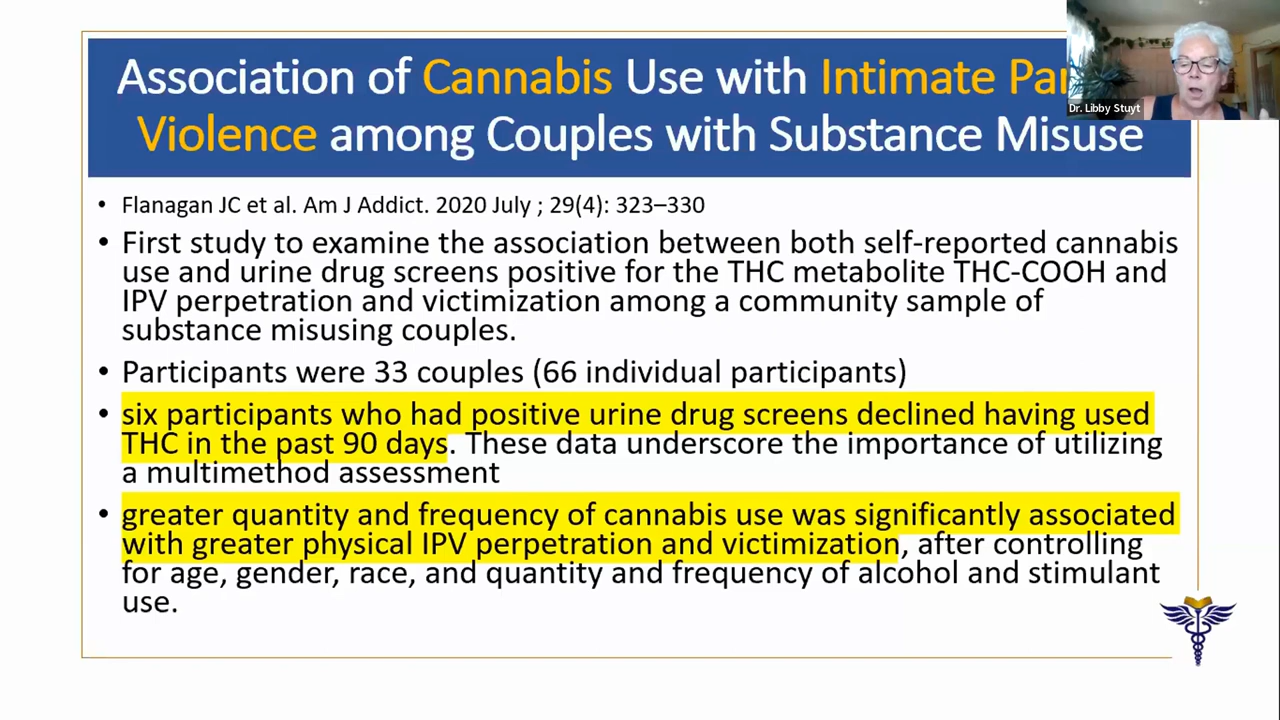 Association of Cannabis Use with Intimate
Violence among Couples with Substance Misuse
Dr. Libby Stuyt
• Flanagan JC et al. Am J Addict. 2020 July ; 29(4): 323–330
• First study to examine the association between both self-reported cannabis
use and urine drug screens positive for the THC metabolite THC-COOH and
IPV perpetration and victimization among a community sample of
substance misusing couples.
• Participants were 33 couples (66 individual participants)
• six participants who had positive urine drug screens declined having used
THC in the past 90 days. These data underscore the importance of utilizing
a multimethod assessment
• greater quantity and frequency of cannabis use was significantly associated
with greater physical IPV perpetration and victimization, after controlling
for age, gender, race, and quantity and frequency of alcohol and stimulant
use.